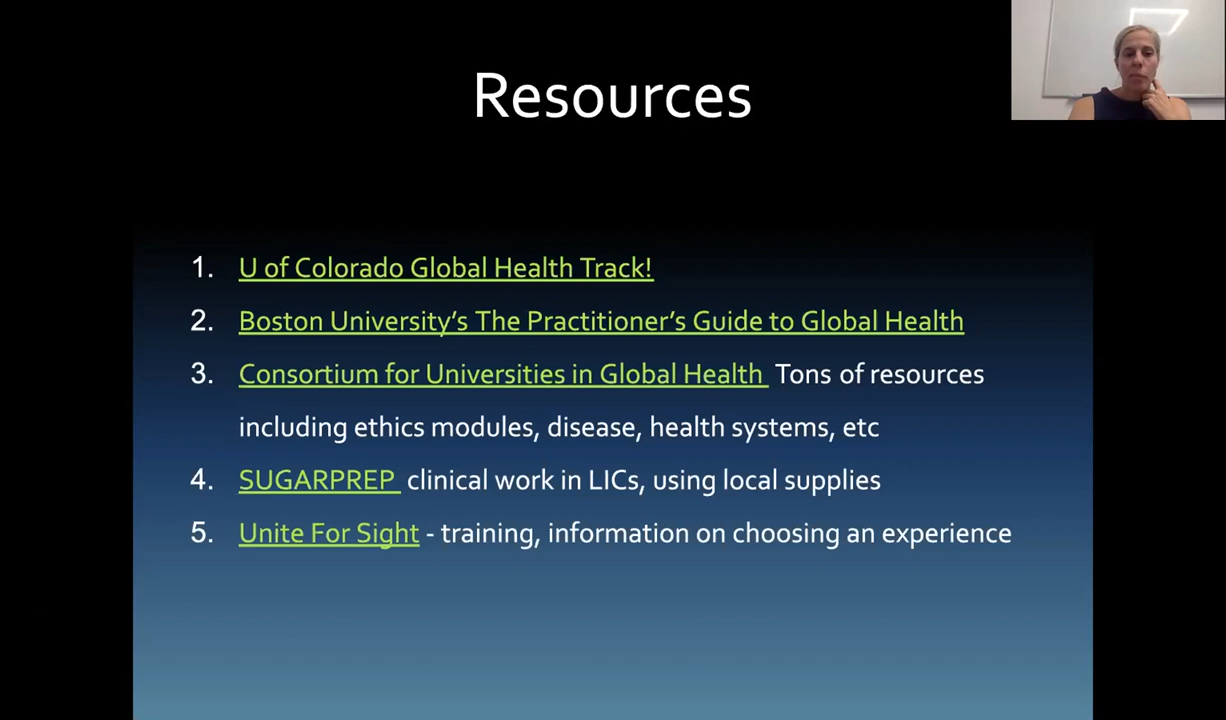 Resources
1. U of Colorado Global Health Track!
2. Boston University’s The Practitioner’s Guide to Global Health
3. Consortium for Universities in Global Health  Tons of resources
including ethics modules, disease, health systems, etc
4. SUGARPREP  clinical work in LICs, using local supplies
5. Unite For Sight - training, information on choosing an experience